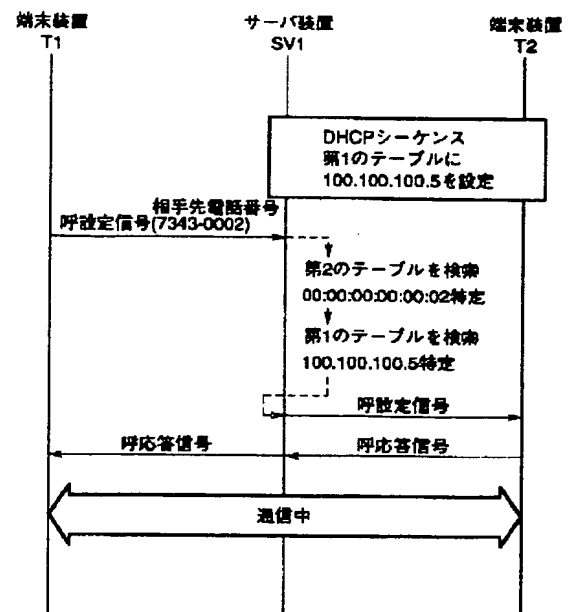 端末装置
T1
サーバ装置
SV1
端末装置
T2
DHCPシーケンス
第1のテーブルに
100.100.100.5を設定
相手先電話番号
呼設定信号(7343-0002)
第2のテーブルを検索
00:00:00:00:00:02特定
第1のテーブルを検索
100.100.100.5特定
呼設定信号
呼応答信号
呼応答信号
通信中